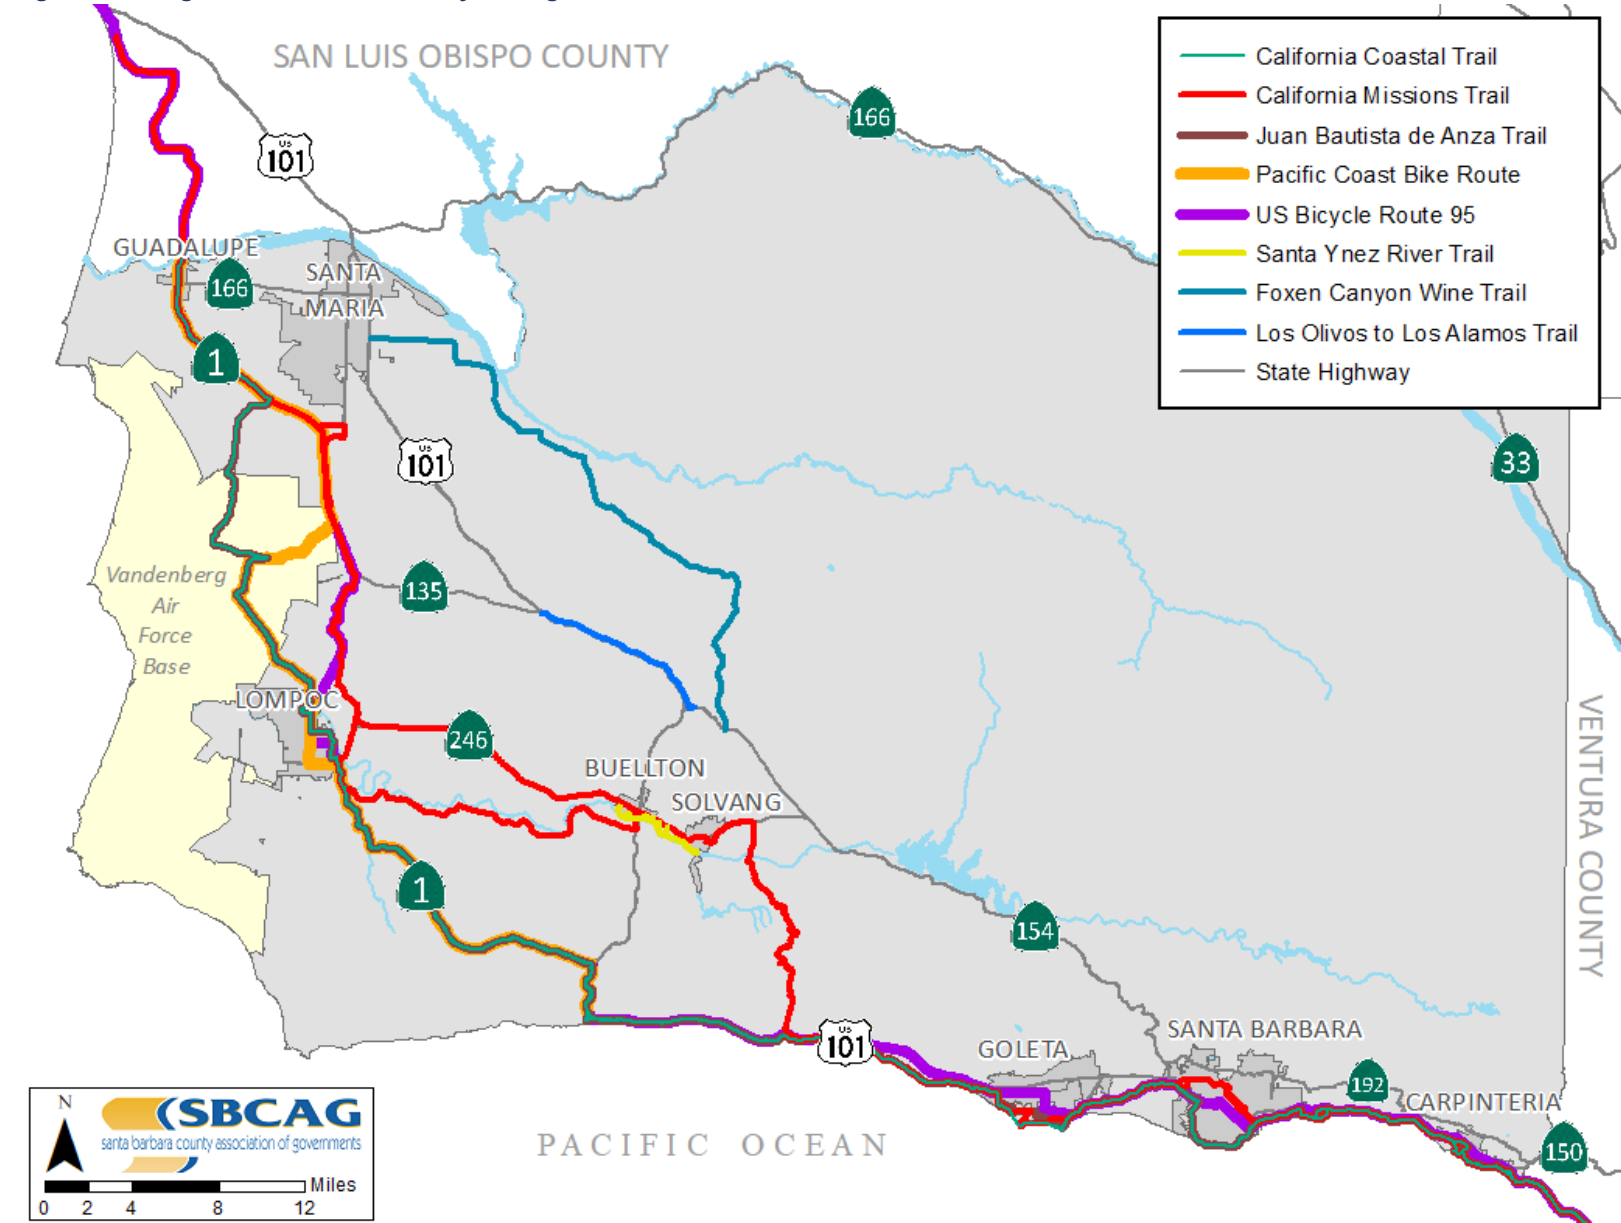 SAN LUIS OBISPO COUNTY
California Coastal Trail
California Missions Trail
Juan Bautista de Anza Trail
Pacific Coast Bike Route
US Bicycle Route 95
Santa Ynez River Trail
Foxen Canyon Wine Trail
Los Olivos to Los Alamos Trail
State Highway
166
US
101
GUADALUPE
166
SANTA
MARIA
1
US
101
33
135
Vandenberg
Air
Force
Base
LOMPOC
246
BUELLTON
SOLVANG
VENTURA COUNTY
1
154
US
101
GOLETA
SANTA BARBARA
192
CARPINTERIA
150
PACIFIC OCEAN
N
SBCAG
santa barbara county association of governments
Miles
0 2 4 8 12